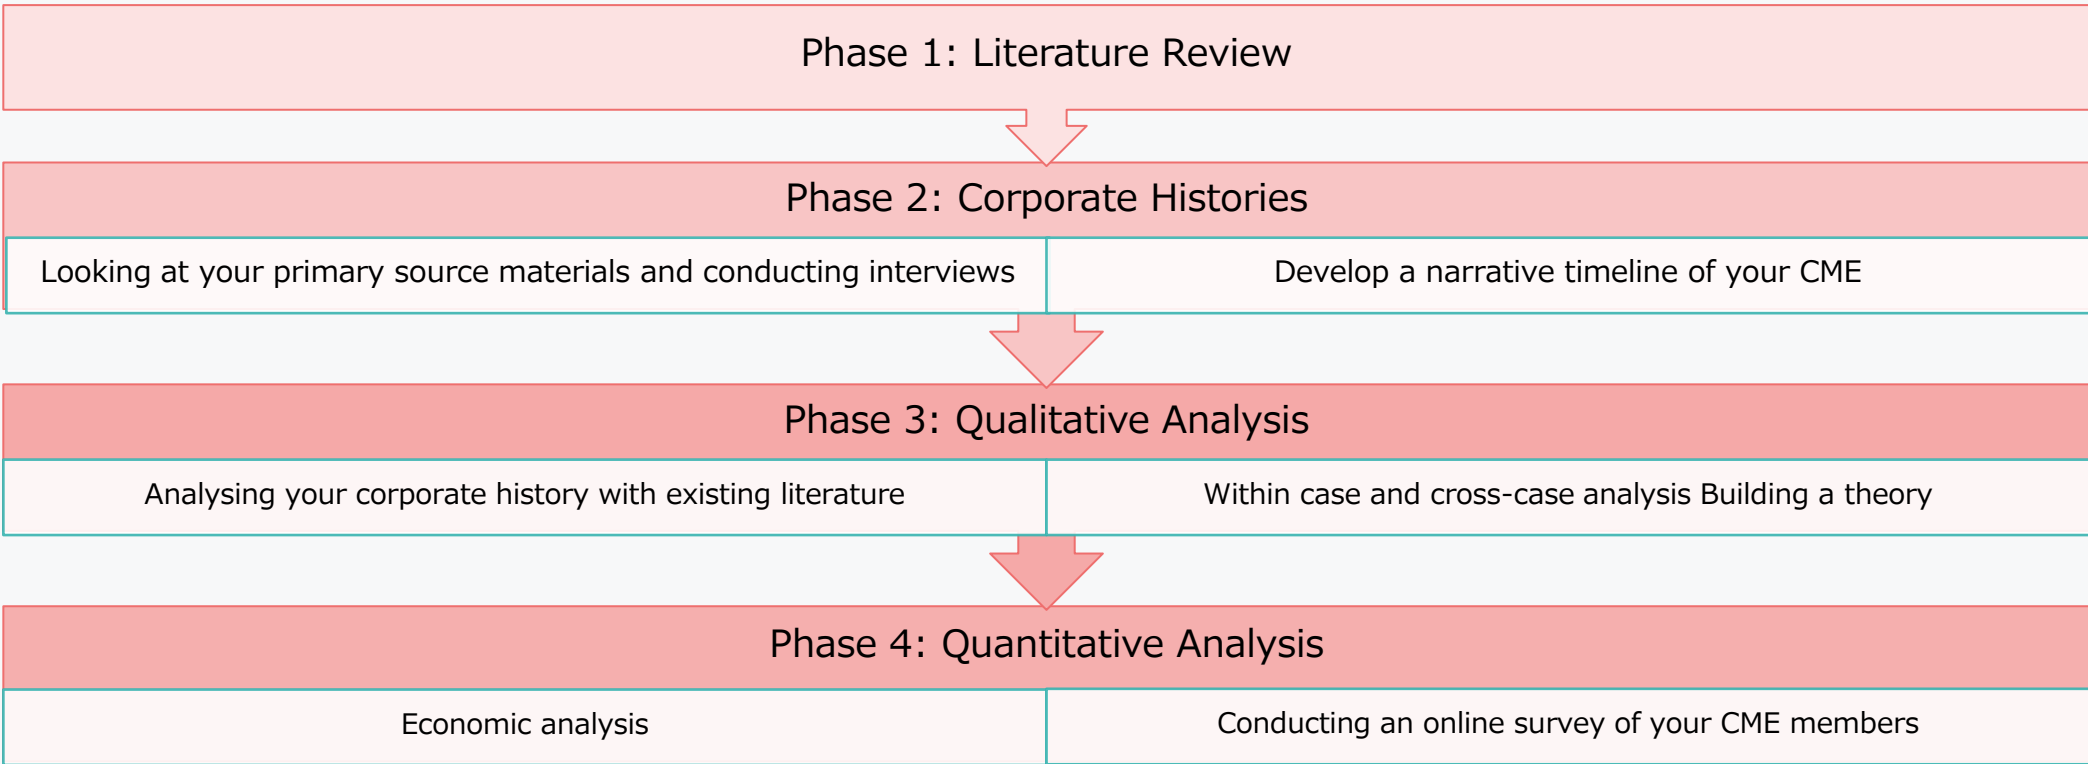 Phase 1: Literature Review
Phase 2: Corporate Histories
Looking at your primary source materials and conducting interviews
Develop a narrative timeline of your CME
Phase 3: Qualitative Analysis
Analysing your corporate history with existing literature
Within case and cross-case analysis Building a theory
Phase 4: Quantitative Analysis
Economic analysis
Conducting an online survey of your CME members